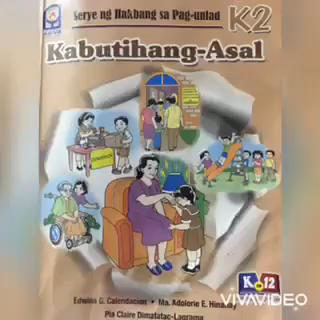 Serye ng Hakbang sa Pag-unlad
K2
Kabutihang-Asal
Edwina G. Calendacion • Ma. Adolorie E.
Pia Claire Dimatatac-Lagrama
K to 12
VIVAVIDEO